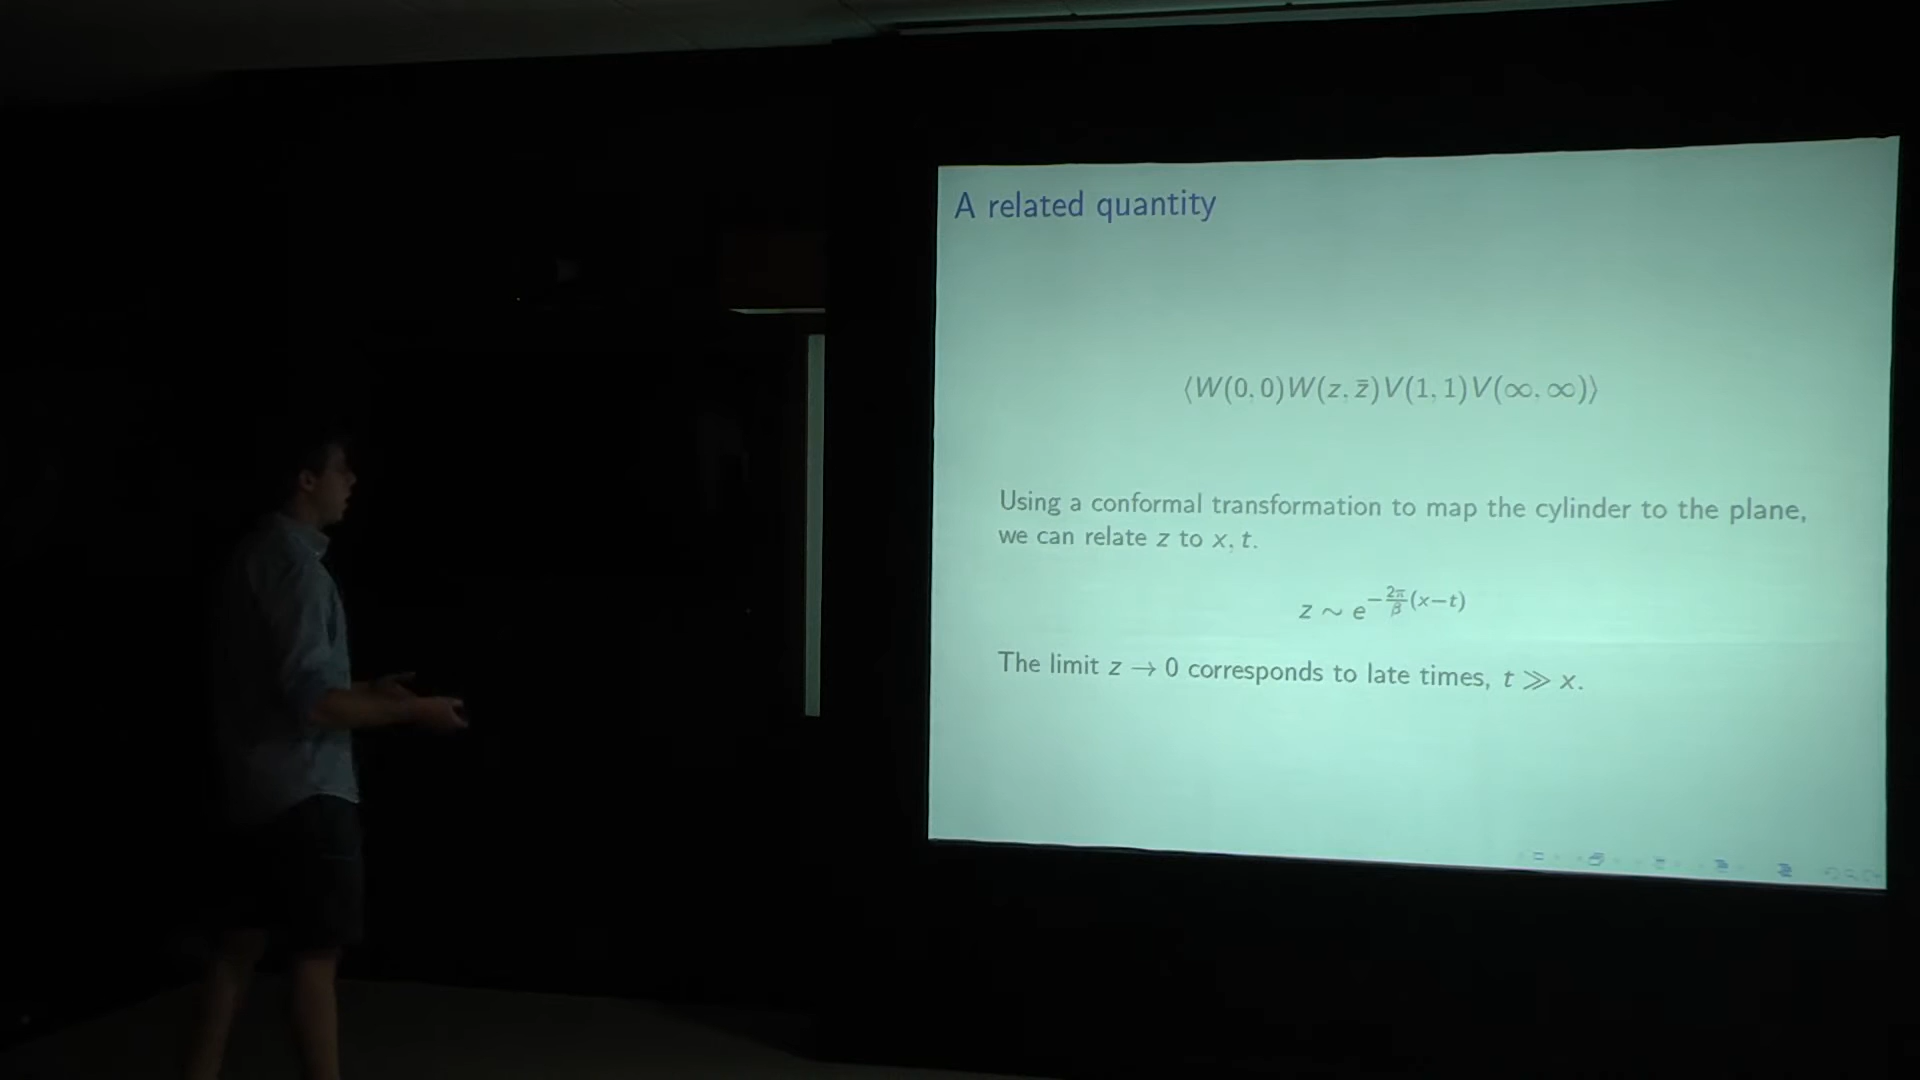 A related quantity
⟨W(0, 0)W(z, z̄)V(1, 1)V(∞, ∞)⟩
Using a conformal transformation to map the cylinder to the plane,
we can relate z to x, t.
z ∼ e^{−\frac{2π}{β}(x−t)}
The limit z → 0 corresponds to late times, t ≫ x.